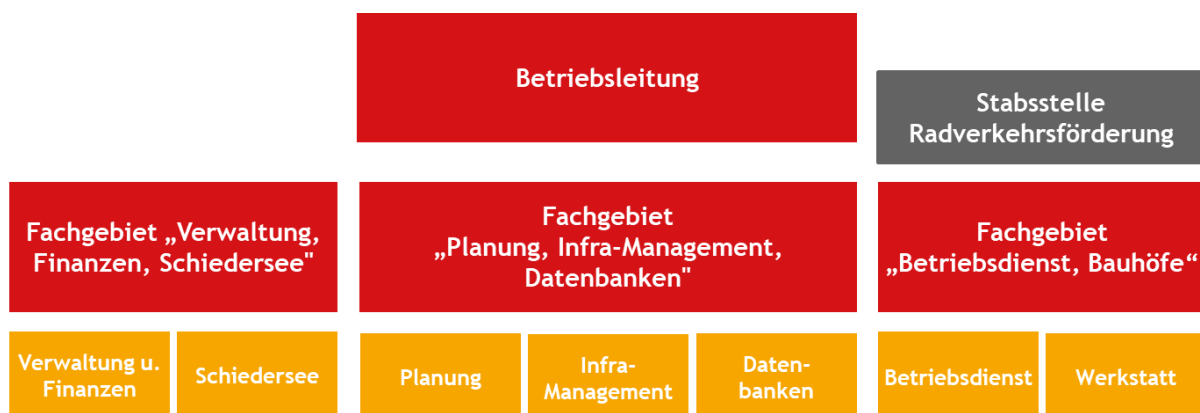 Betriebsleitung
Stabsstelle
Radverkehrsförderung
Fachgebiet „Verwaltung,
Finanzen, Schiedersee"
Fachgebiet
„Planung, Infra-Management,
Datenbanken"
Fachgebiet
„Betriebsdienst, Bauhöfe“
Verwaltung u.
Finanzen
Schiedersee
Planung
Infra-
Management
Daten-
banken
Betriebsdienst
Werkstatt